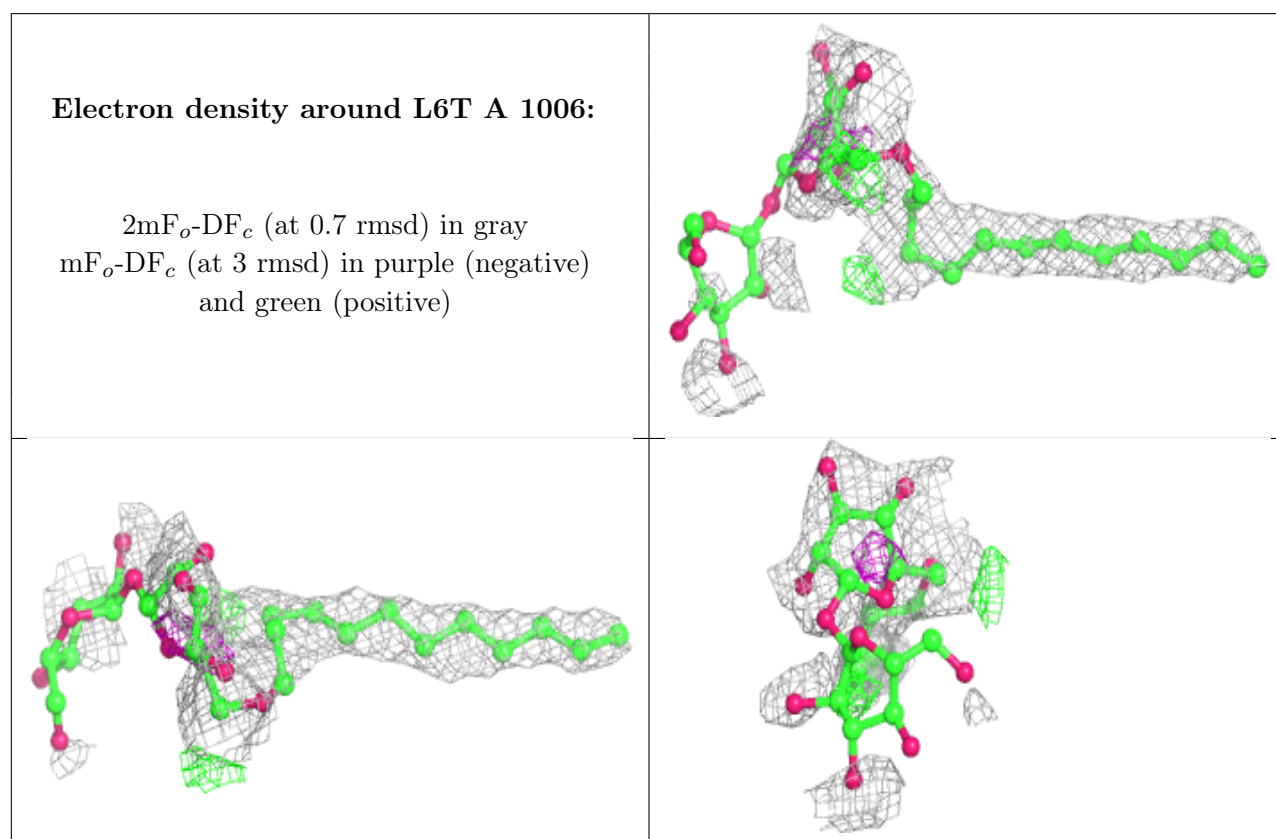 Electron density around L6T A 1006:
2mFo-DFc (at 0.7 rmsd) in gray
mFo-DFc (at 3 rmsd) in purple (negative)
and green (positive)